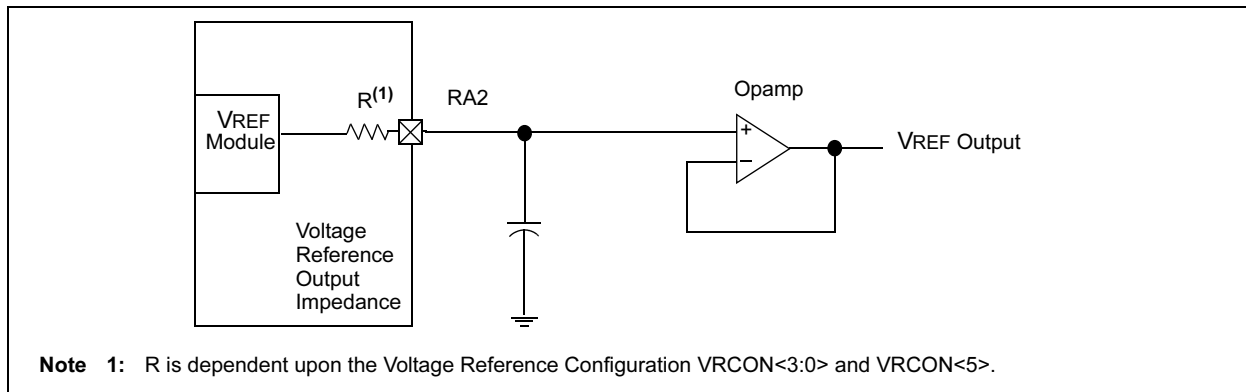 R(1)
RA2
Opamp
VREF
Module
+
−
VREF Output
Voltage
Reference
Output
Impedance
Note 1: R is dependent upon the Voltage Reference Configuration VRCON<3:0> and VRCON<5>.